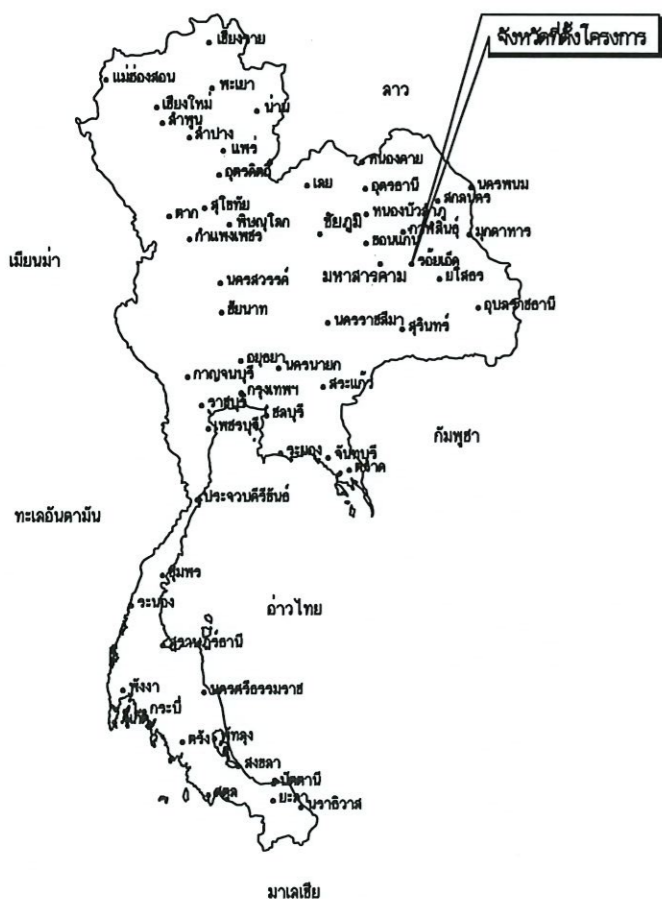 เชียงราย
จังหวัดที่ตั้งโครงการ
แม่ฮ่องสอน
พะเยา
ลาว
เชียงใหม่
น่าน
ลำพูน
ลำปาง
แพร่
หนองคาย
อุตรดิตถ์
เลย
อุดรธานี
นครพนม
สกลนคร
สุโขทัย
ตาก
หนองบัวลำภู
พิษณุโลก
ชัยภูมิ
กาฬสินธุ์
มุกดาหาร
กำแพงเพชร
ขอนแก่น
เมียนม่า
มหาสารคาม
ร้อยเอ็ด
นครสวรรค์
ยโสธร
ชัยนาท
อุบลราชธานี
นครราชสีมา
สุรินทร์
อยุธยา
นครนายก
กาญจนบุรี
สระแก้ว
กรุงเทพฯ
ราชบุรี
ชลบุรี
เพชรบุรี
กัมพูชา
ระยอง
จันทบุรี
ตราด
ประจวบคีรีขันธ์
ทะเลอันดามัน
ชุมพร
ระนอง
อ่าวไทย
สุราษฎร์ธานี
พังงา
นครศรีธรรมราช
กระบี่
ภูเก็ต
ตรัง
พัทลุง
สงขลา
ปัตตานี
สตูล
ยะลา
นราธิวาส
มาเลเซีย